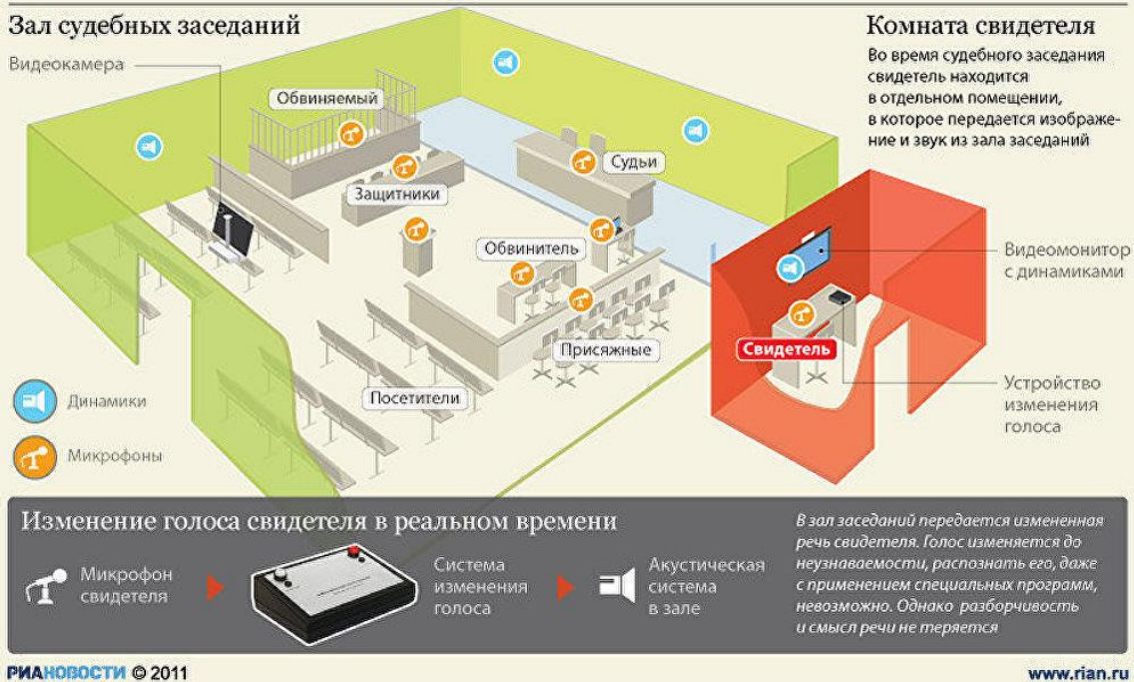 Зал судебных заседаний
Видеокамера
Обвиняемый
Защитники
Судьи
Обвинитель
Присяжные
Посетители
Динамики
Микрофоны
Комната свидетеля
Во время судебного заседания
свидетель находится
в отдельном помещении,
в которое передается изображе-
ние и звук из зала заседаний
Видеомонитор
с динамиками
Свидетель
Устройство
изменения
голоса
Изменение голоса свидетеля в реальном времени
Микрофон
свидетеля
Система
изменения
голоса
Акустическая
система
в зале
В зал заседаний передается измененная
речь свидетеля. Голос изменяется до
неузнаваемости, распознать его, даже
с применением специальных программ,
невозможно. Однако разборчивость
и смысл речи не теряется
РИАНОВОСТИ © 2011
www.rian.ru